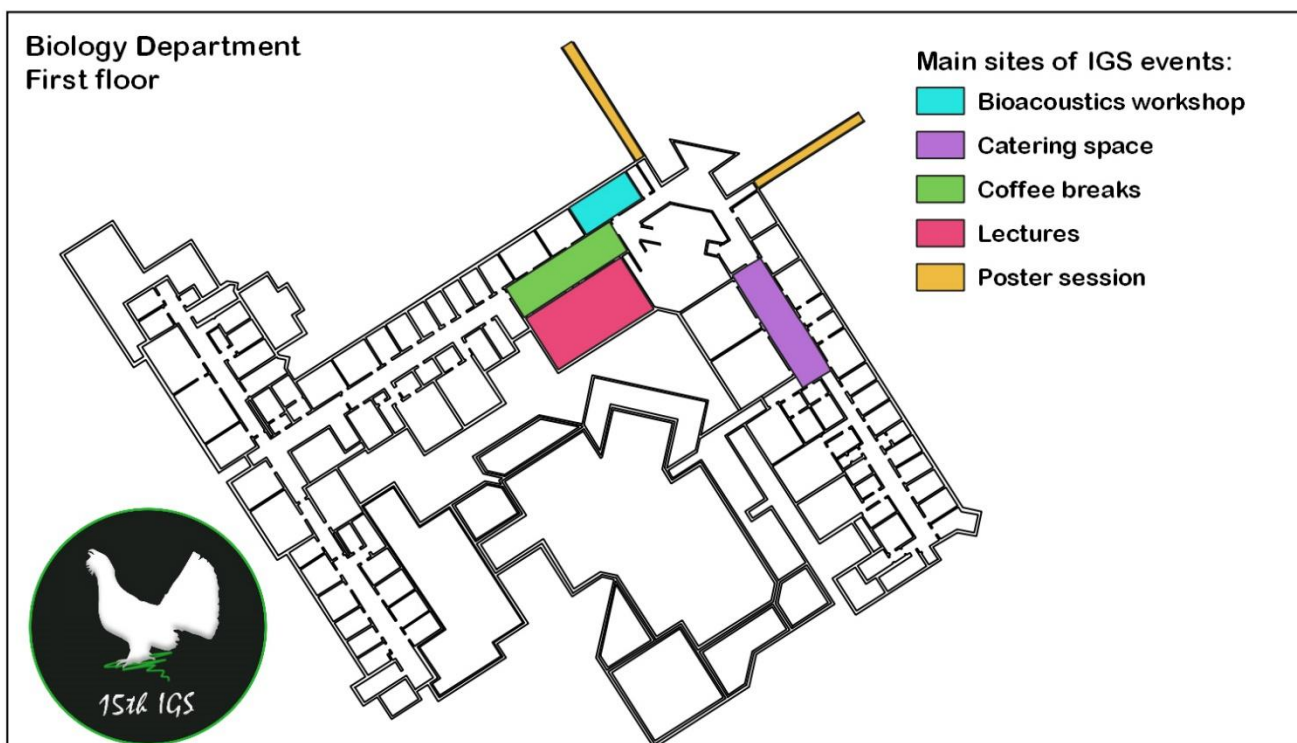 Biology Department
First floor
Main sites of IGS events:
Bioacoustics workshop
Catering space
Coffee breaks
Lectures
Poster session
15th IGS